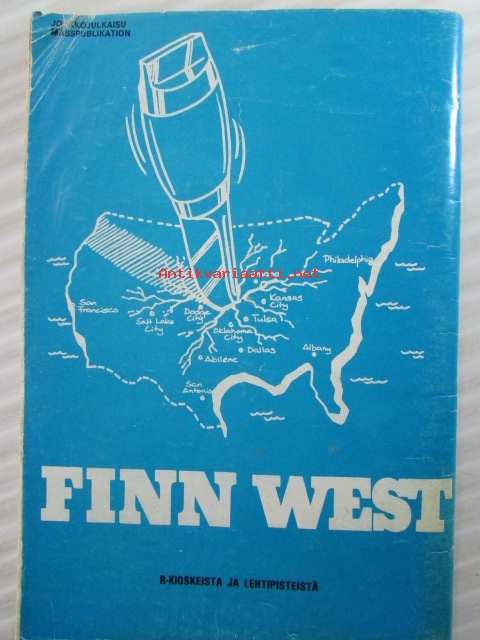 JOUKKOJULKAISU
MASSPUBLIKATION
Philadelphia
Antikvariaatti.net
San
Francisco
Salt Lake
City
Dodge
City
Kansas
City
Tulsa
Oklahoma
City
Dallas
Abilene
Albany
San
Antonio
FINN WEST
R-KIOSKEISTA JA LEHTIPISTEISTÄ